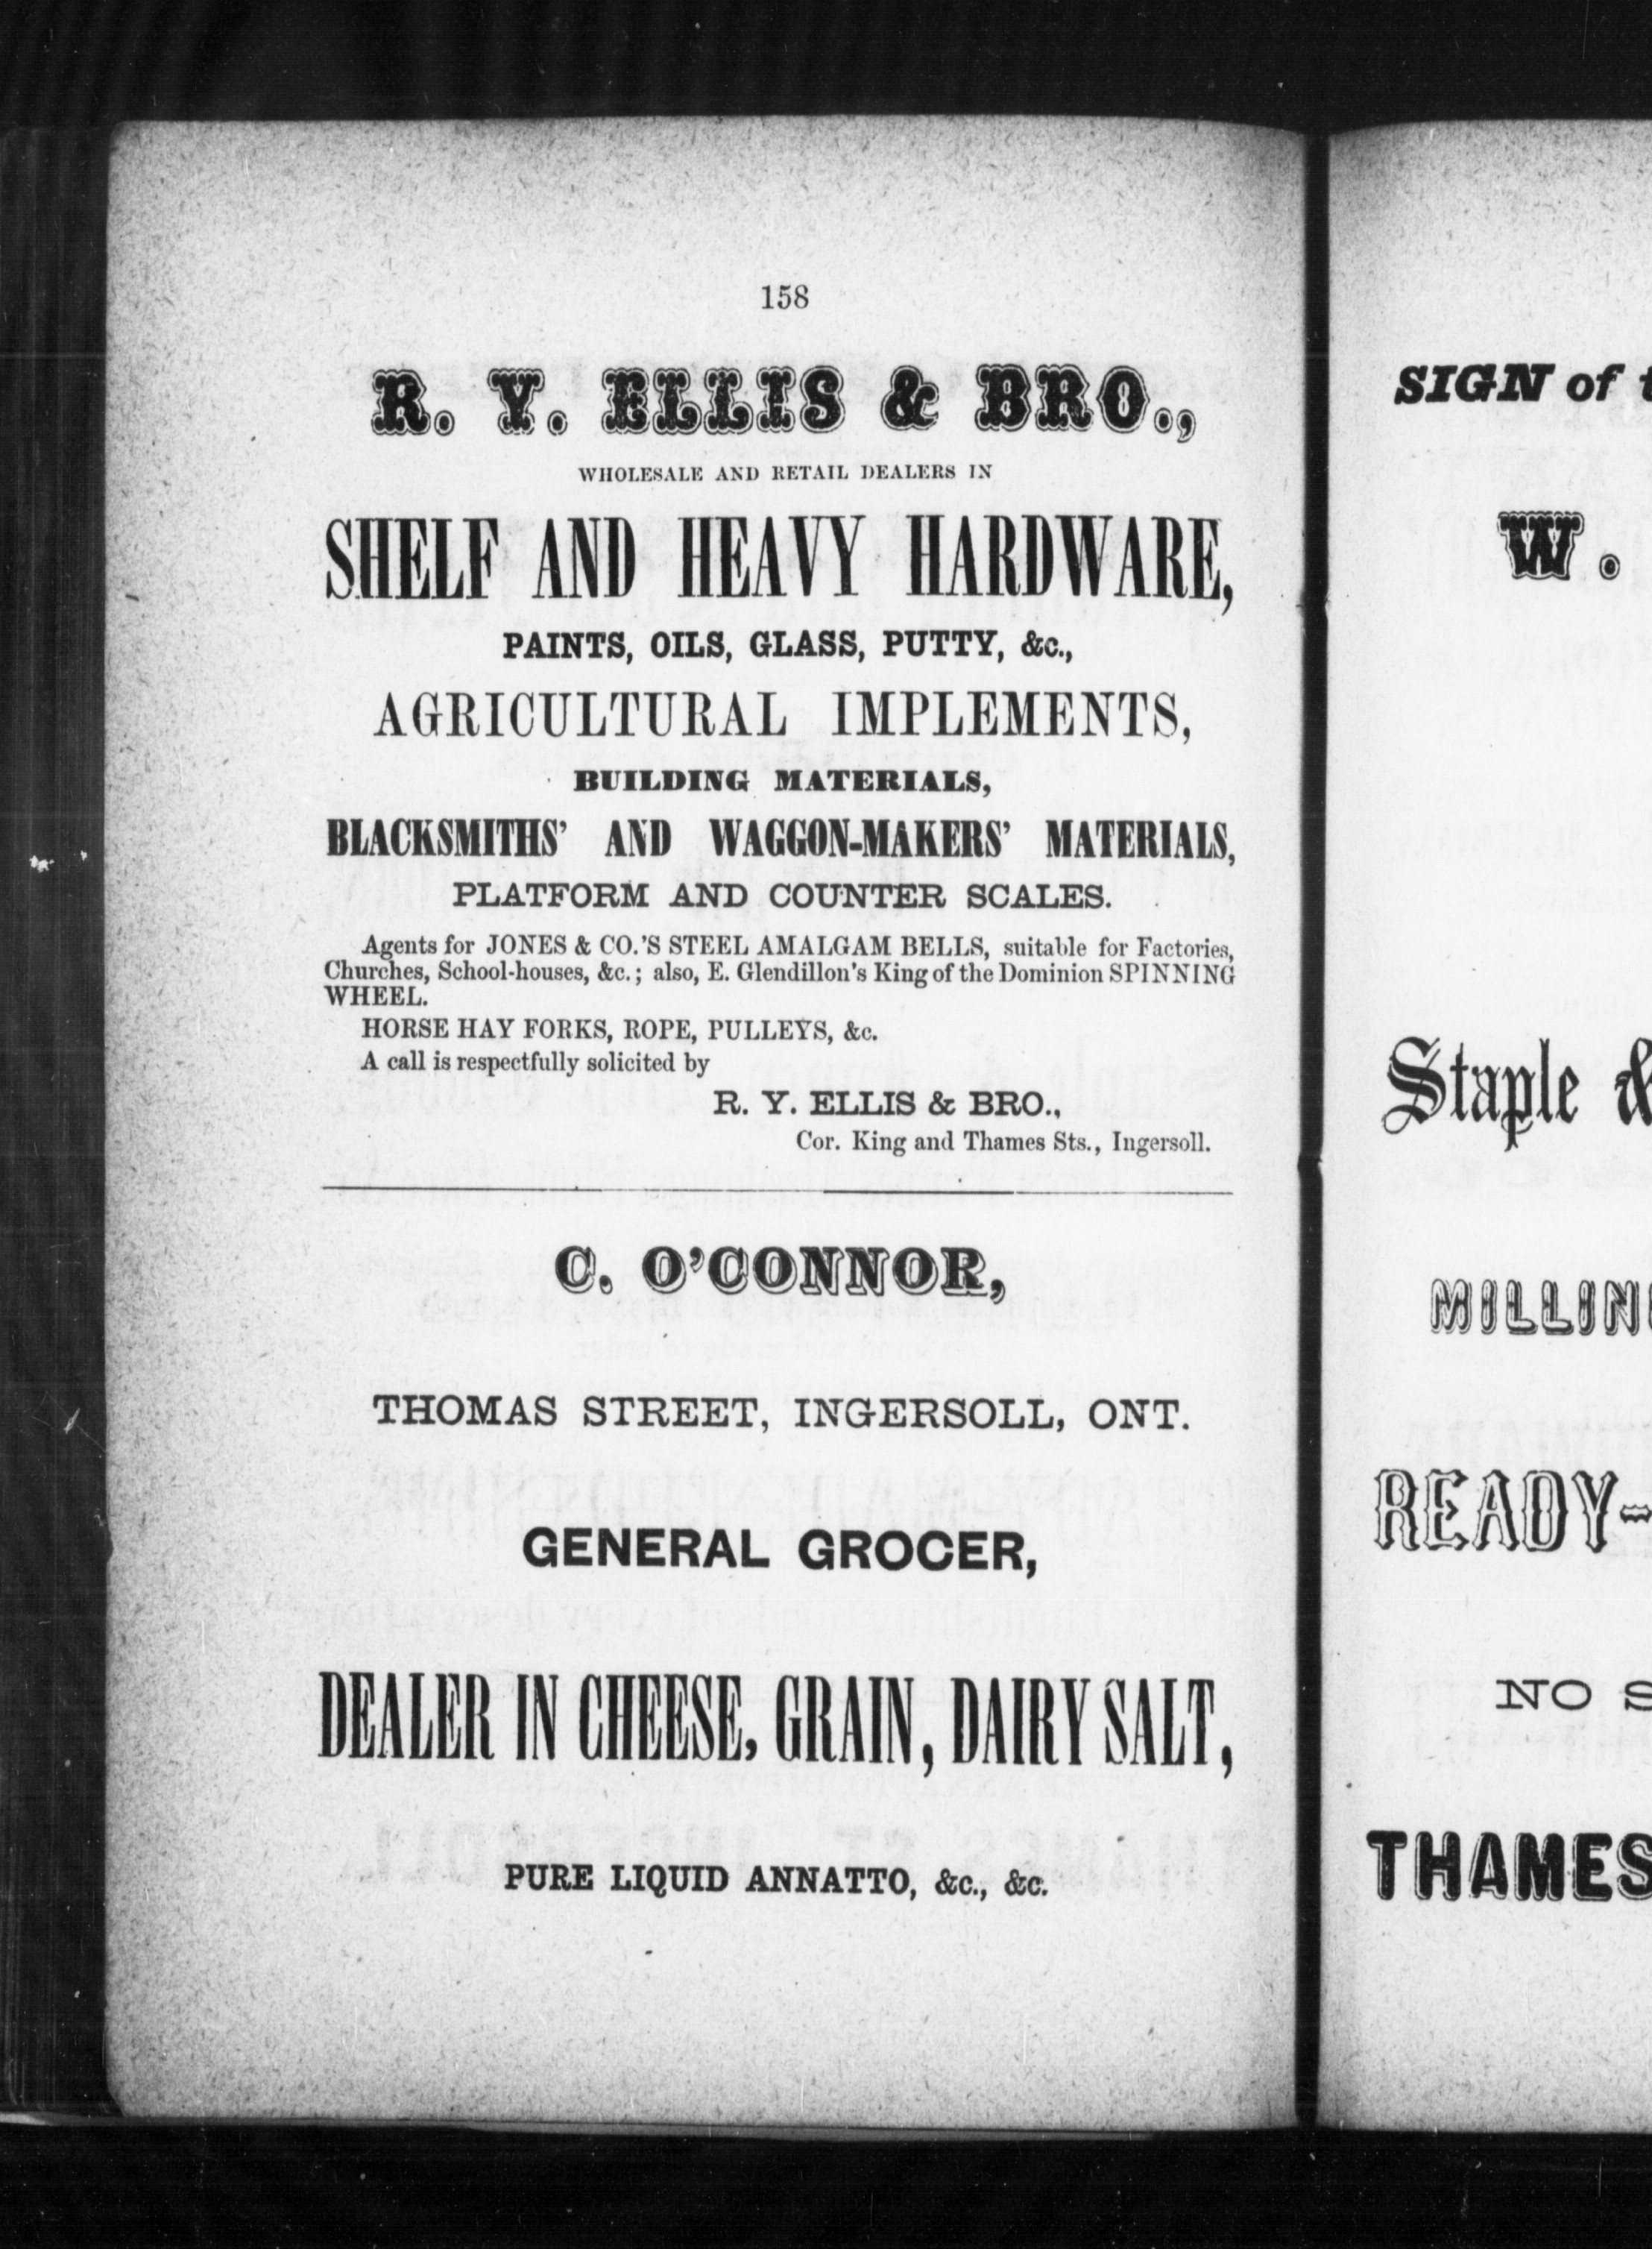 158
R. Y. ELLIS & BRO.,
WHOLESALE AND RETAIL DEALERS IN
SHELF AND HEAVY HARDWARE,
PAINTS, OILS, GLASS, PUTTY, &c.,
AGRICULTURAL IMPLEMENTS,
BUILDING MATERIALS,
BLACKSMITHS' AND WAGGON-MAKERS' MATERIALS,
PLATFORM AND COUNTER SCALES.
Agents for JONES & CO.'S STEEL AMALGAM BELLS, suitable for Factories,
Churches, School-houses, &c.; also, E. Glendillon's King of the Dominion SPINNING
WHEEL.
HORSE HAY FORKS, ROPE, PULLEYS, &c.
A call is respectfully solicited by
R. Y. ELLIS & BRO.,
Cor. King and Thames Sts., Ingersoll.
C. O'CONNOR,
THOMAS STREET, INGERSOLL, ONT.
GENERAL GROCER,
DEALER IN CHEESE, GRAIN, DAIRY SALT,
PURE LIQUID ANNATTO, &c., &c.
SIGN of
W.
Staple &
MILLIN
READY-
NO S
THAMES